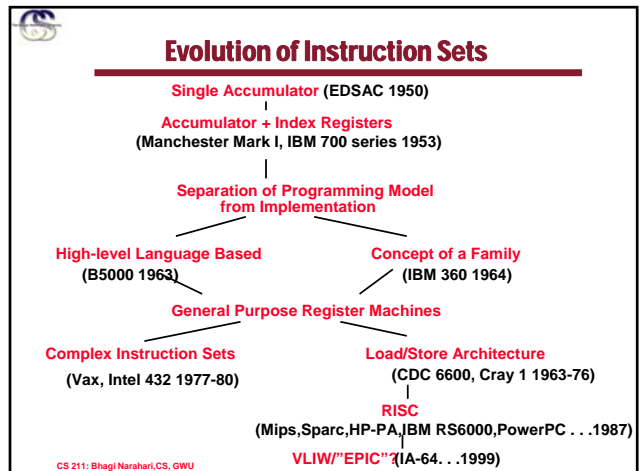 Evolution of Instruction Sets
Single Accumulator (EDSAC 1950)
Accumulator + Index Registers
(Manchester Mark I, IBM 700 series 1953)
Separation of Programming Model
from Implementation
High-level Language Based
(B5000 1963)
Concept of a Family
(IBM 360 1964)
General Purpose Register Machines
Complex Instruction Sets
(Vax, Intel 432 1977-80)
Load/Store Architecture
(CDC 6600, Cray 1 1963-76)
RISC
(Mips,Sparc,HP-PA,IBM RS6000,PowerPC . . .1987)
VLIW/”EPIC”?(IA-64. . .1999)
CS 211: Bhagi Narahari,CS, GWU